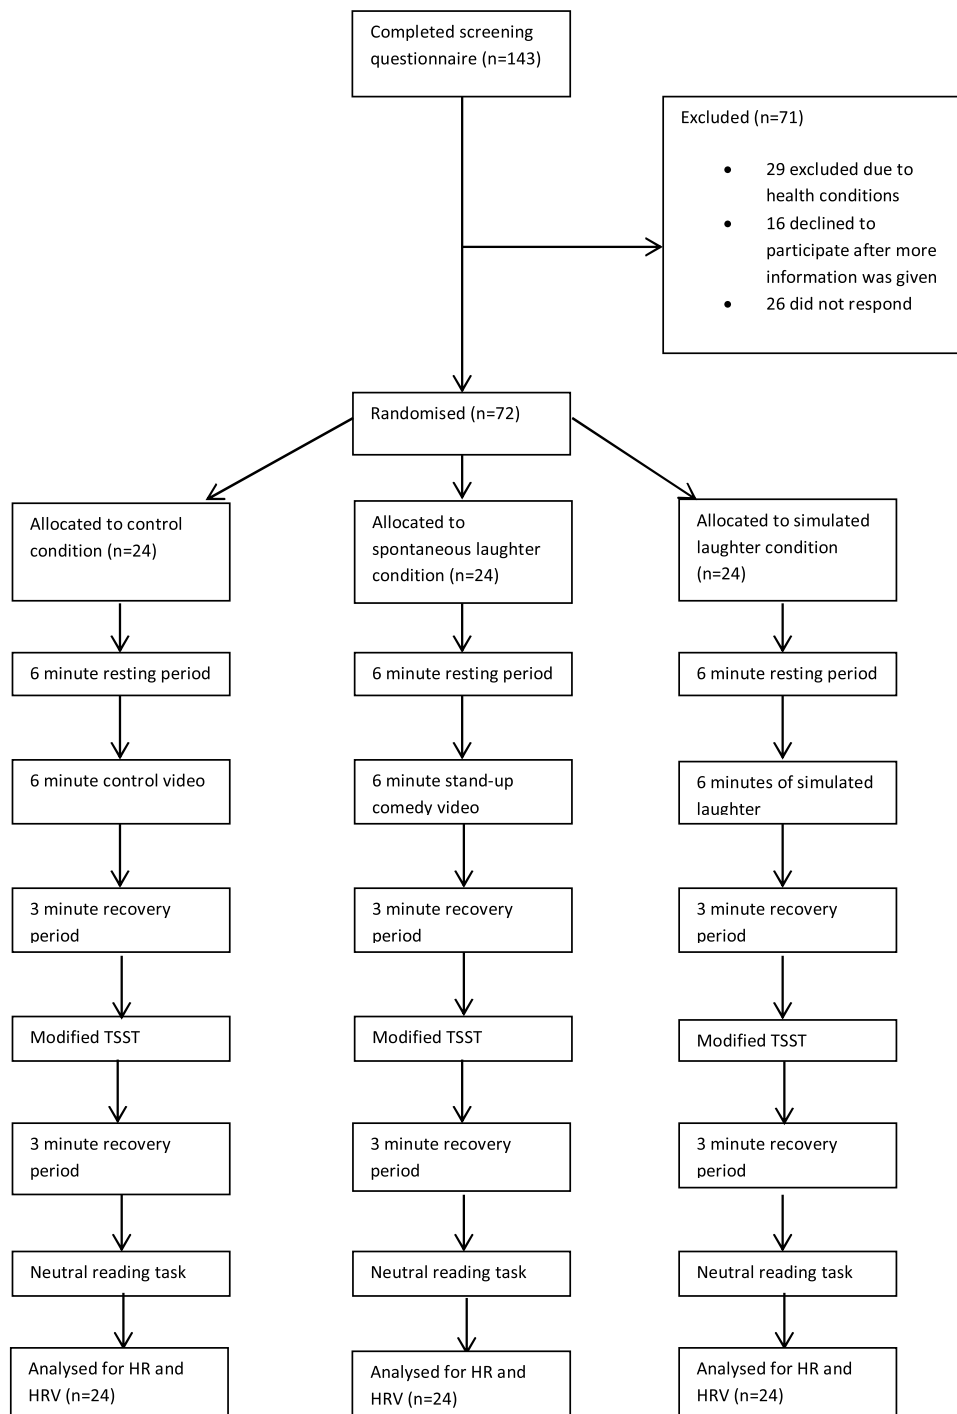 Completed screening
questionnaire (n=143)
Excluded (n=71)
• 29 excluded due to
health conditions
• 16 declined to
participate after more
information was given
• 26 did not respond
Randomised (n=72)
Allocated to control
condition (n=24)
Allocated to
spontaneous laughter
condition (n=24)
Allocated to simulated
laughter condition
(n=24)
6 minute resting period
6 minute resting period
6 minute resting period
6 minute control video
6 minute stand-up
comedy video
6 minutes of simulated
laughter
3 minute recovery
period
3 minute recovery
period
3 minute recovery
period
Modified TSST
Modified TSST
Modified TSST
3 minute recovery
period
3 minute recovery
period
3 minute recovery
period
Neutral reading task
Neutral reading task
Neutral reading task
Analysed for HR and
HRV (n=24)
Analysed for HR and
HRV (n=24)
Analysed for HR and
HRV (n=24)